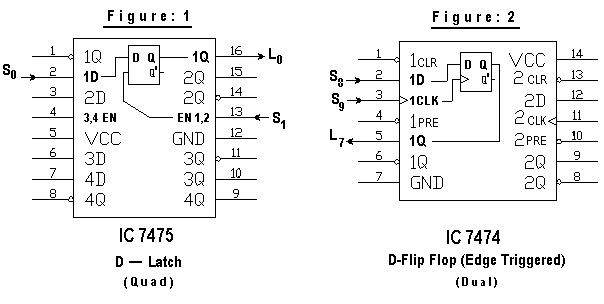 Figure: 1
1 1Q
S0 2 1D
3 2D
4 3,4 EN
5 VCC
6 3D
7 4D
8 4Q
D Q
Q'
1Q 16 L0
2Q 15
2Q 14
EN 1,2 13 S1
GND 12
3Q 11
3Q 10
4Q 9
IC 7475
D — Latch
(Quad)
Figure: 2
1 1CLR
S8 2 1D
S9 3 1CLK
4 1PRE
L7 5 1Q
6 1Q
7 GND
D Q
Q'
VCC 14
2CLR 13
2D 12
2CLK 11
2PRE 10
2Q 9
2Q 8
IC 7474
D-Flip Flop (Edge Triggered)
(Dual)